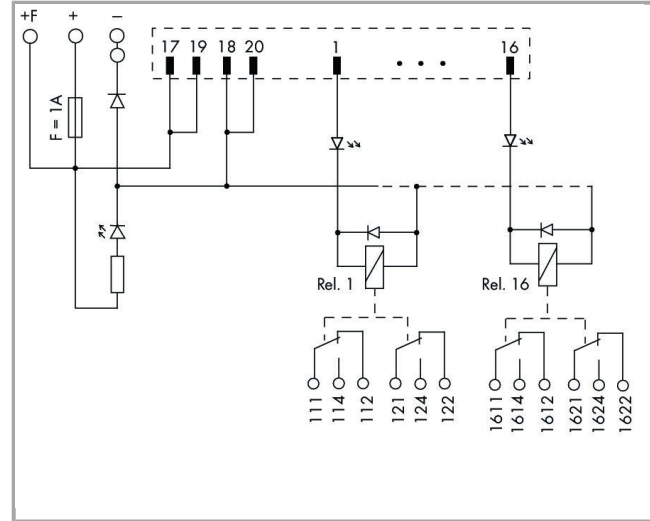 +F + −
17 19 18 20 1 • • • 16
F = 1A
Rel. 1 Rel. 16
111 114 112 121 124 122 1611 1614 1612 1621 1624 1622